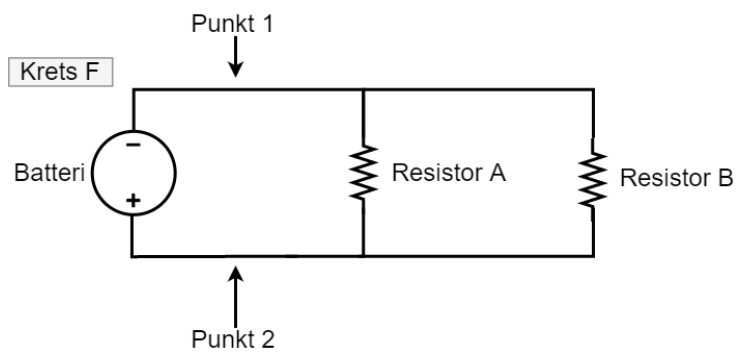 Punkt 1
Krets F
Batteri
−
+
Resistor A
Resistor B
Punkt 2